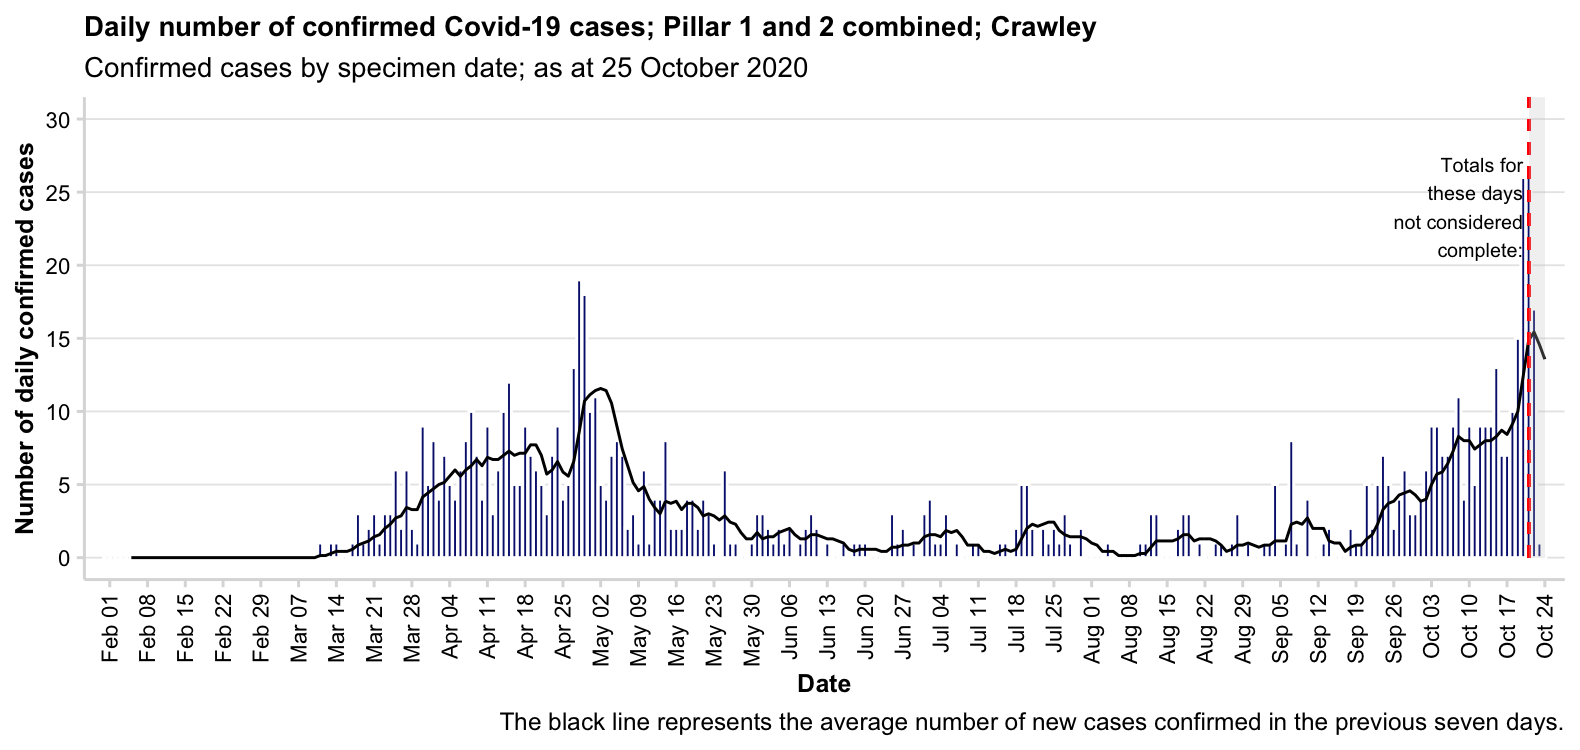 Daily number of confirmed Covid-19 cases; Pillar 1 and 2 combined; Crawley
Confirmed cases by specimen date; as at 25 October 2020
Number of daily confirmed cases
30
25
20
15
10
5
0
Totals for
these days
not considered
complete:
Feb 01
Feb 08
Feb 15
Feb 22
Feb 29
Mar 07
Mar 14
Mar 21
Mar 28
Apr 04
Apr 11
Apr 18
Apr 25
May 02
May 09
May 16
May 23
May 30
Jun 06
Jun 13
Jun 20
Jun 27
Jul 04
Jul 11
Jul 18
Jul 25
Aug 01
Aug 08
Aug 15
Aug 22
Aug 29
Sep 05
Sep 12
Sep 19
Sep 26
Oct 03
Oct 10
Oct 17
Oct 24
Date
The black line represents the average number of new cases confirmed in the previous seven days.